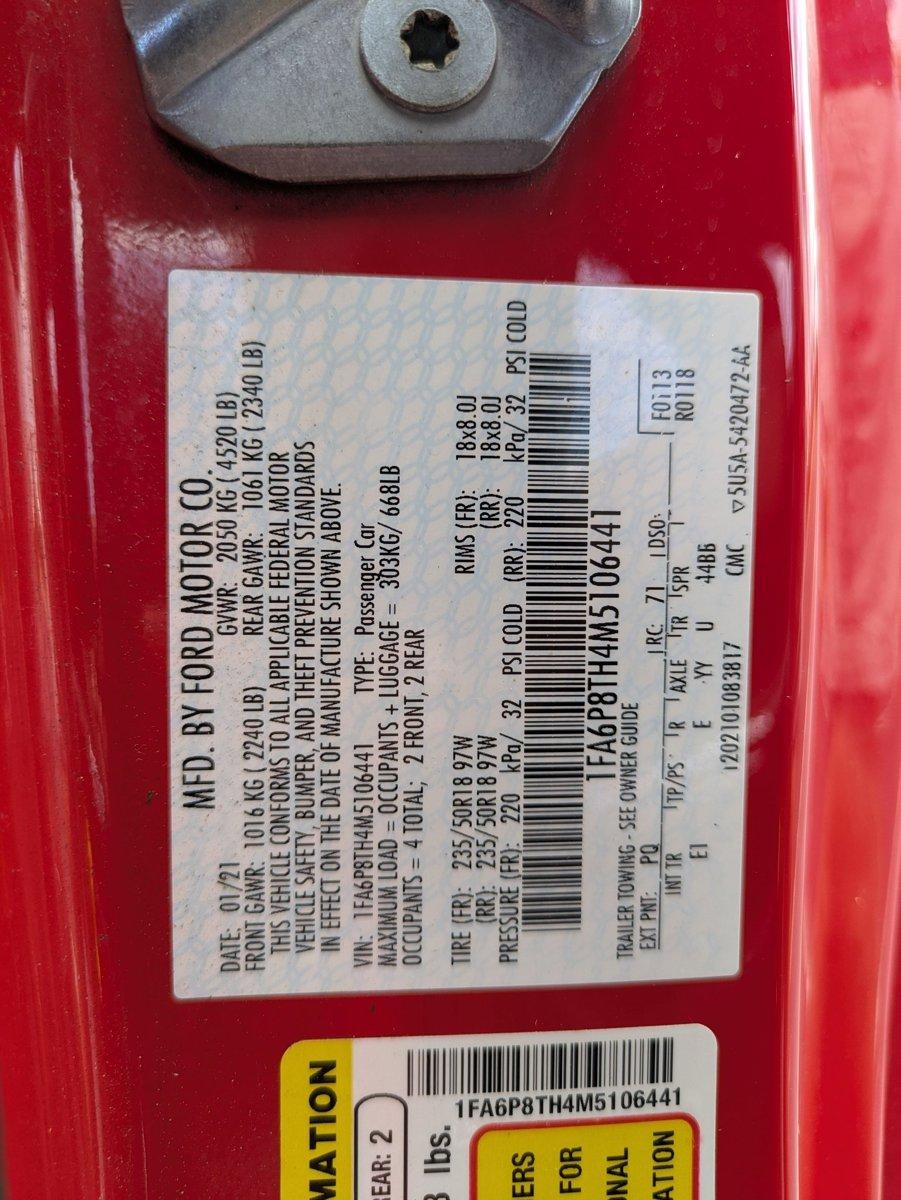 MFD. BY FORD MOTOR CO.
DATE: 01/21 GVWR: 2050 KG ( 4520 LB)
FRONT GAWR: 1016 KG ( 2240 LB) REAR GAWR: 1061 KG ( 2340 LB)
THIS VEHICLE CONFORMS TO ALL APPLICABLE FEDERAL MOTOR
VEHICLE SAFETY, BUMPER, AND THEFT PREVENTION STANDARDS
IN EFFECT ON THE DATE OF MANUFACTURE SHOWN ABOVE.
VIN: 1FA6P8TH4M5106441 TYPE: Passenger Car
MAXIMUM LOAD = OCCUPANTS + LUGGAGE = 303KG/ 668LB
OCCUPANTS = 4 TOTAL; 2 FRONT, 2 REAR
TIRE (FR): 235/50R18 97W RIMS (FR): 18x8.0J
(RR): 235/50R18 97W (RR): 18x8.0J
PRESSURE (FR): 220 kPa/ 32 PSI COLD (RR): 220 kPa/ 32 PSI COLD
1FA6P8TH4M5106441
TRAILER TOWING - SEE OWNER GUIDE
EXT PNT: PQ RC: 71 DSO: F0113
R0118
INT TR TP/PS R AXLE TR SPR
EI E YY U 44BB
1202101083817 CMC ▽5U5A-5420472-AA
MATION
GEAR: 2
lbs.
1FA6P8TH4M5106441
ERS
FOR
ONAL
ATION